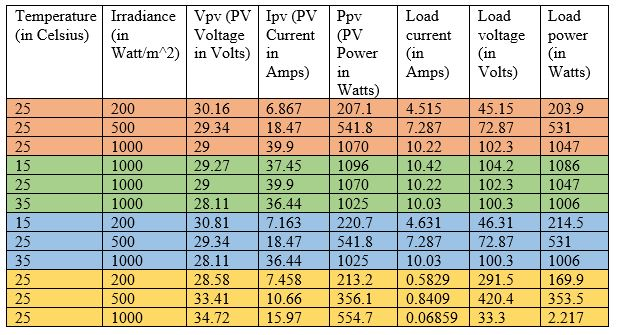 Temperature (in Celsius) Irradiance (in Watt/m^2) Vpv (PV Voltage in Volts) Ipv (PV Current in Amps) Ppv (PV Power in Watts) Load current (in Amps) Load voltage (in Volts) Load power (in Watts)
25 200 30.16 6.867 207.1 4.515 45.15 203.9
25 500 29.34 18.47 541.8 7.287 72.87 531
25 1000 29 39.9 1070 10.22 102.3 1047
15 1000 29.27 37.45 1096 10.42 104.2 1086
25 1000 29 39.9 1070 10.22 102.3 1047
35 1000 28.11 36.44 1025 10.03 100.3 1006
15 200 30.81 7.163 220.7 4.631 46.31 214.5
25 500 29.34 18.47 541.8 7.287 72.87 531
35 1000 28.11 36.44 1025 10.03 100.3 1006
25 200 28.58 7.458 213.2 0.5829 291.5 169.9
25 500 33.41 10.66 356.1 0.8409 420.4 353.5
25 1000 34.72 15.97 554.7 0.06859 33.3 2.217